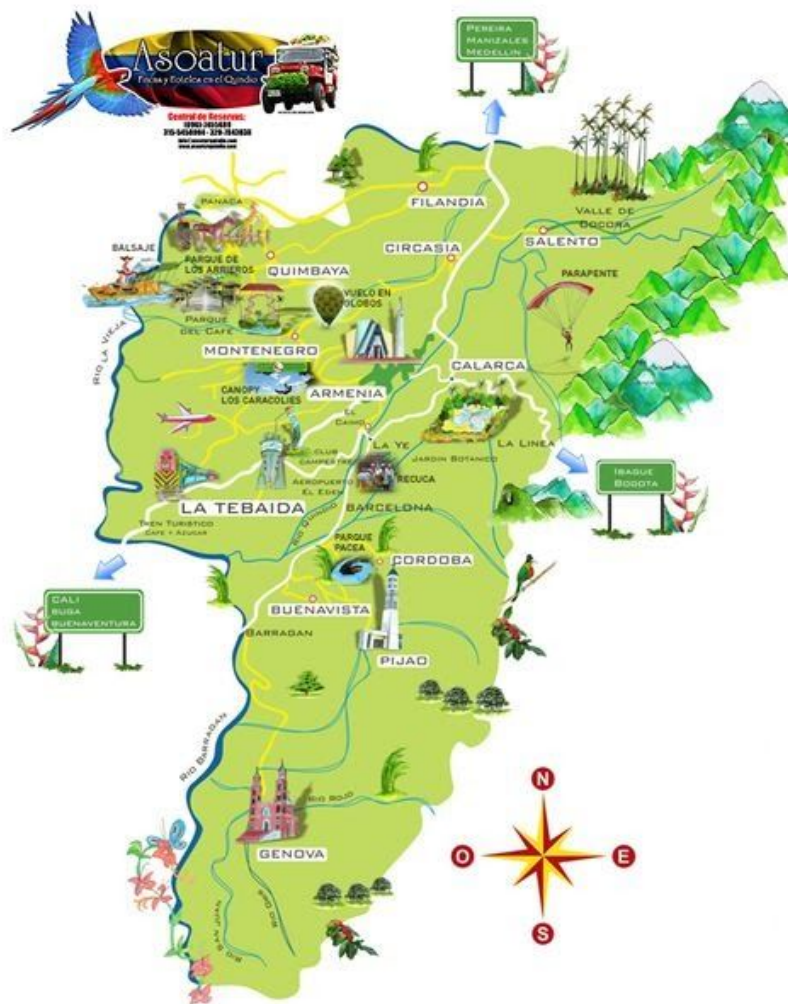 Asoatur
Fincas y Hoteles en el Quindio
Central de Reservas:
PEREIRA
MANIZALES
MEDELLIN
FILANDIA
VALLE DE
COCORA
PANACA
SALENTO
BALSAJE
PARQUE DE
LOS ARRIEROS
CIRCASIA
QUIMBAYA
PARAPENTE
VUELO EN
GLOBOS
PARQUE
DEL CAFÉ
RIO LA VIEJA
MONTENEGRO
CALARCA
CANOPY
LOS CARACOLIES
ARMENIA
EL
CAIMO
LA YE
LA LINEA
CLUB
CAMPESTRE
JARDIN BOTANICO
AEROPUERTO
EL EDEN
RECUCA
IBAGUE
BOGOTA
LA TEBAIDA
BARCELONA
RIO QUINDIO
TREN TURISTICO
CAFE Y AZUCAR
PARQUE
PACEA
CORDOBA
CALI
BUGA
BUENAVENTURA
BUENAVISTA
BARRAGAN
PIJAO
RIO BARRAGAN
RIO ROJO
GENOVA
RIO GRIS
RIO SAN JUAN
N
O
E
S